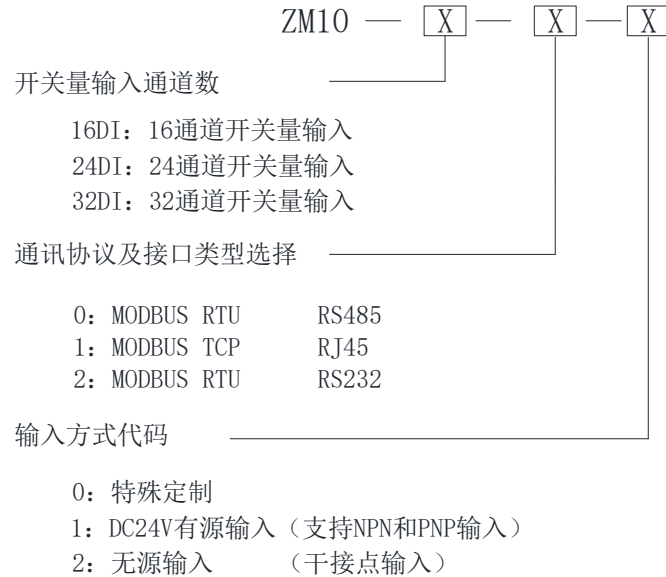 ZM10 — X — X — X
开关量输入通道数
16DI：16通道开关量输入
24DI：24通道开关量输入
32DI：32通道开关量输入
通讯协议及接口类型选择
0：MODBUS RTU RS485
1：MODBUS TCP RJ45
2：MODBUS RTU RS232
输入方式代码
0：特殊定制
1：DC24V有源输入（支持NPN和PNP输入）
2：无源输入 （干接点输入）